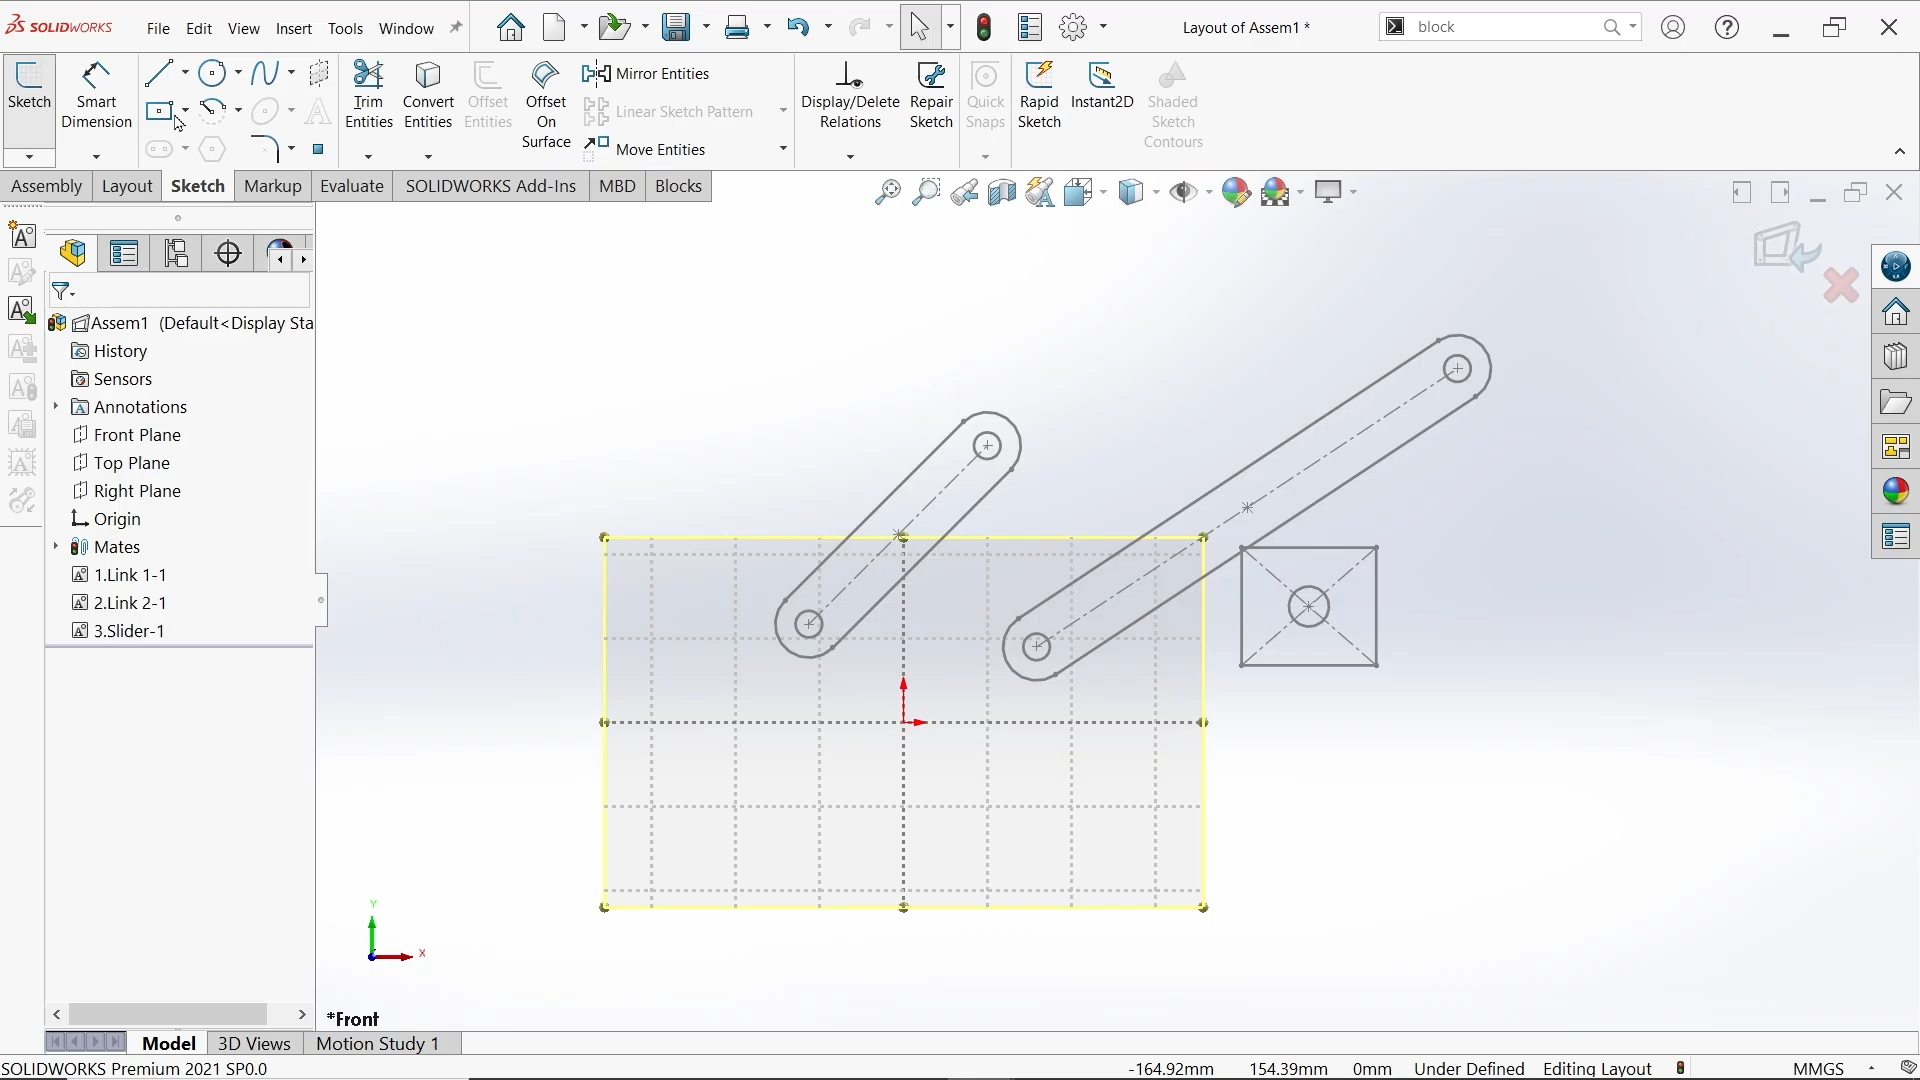 SOLIDWORKS
File Edit View Insert Tools Window
Layout of Assem1 *
block
Sketch
Smart Dimension
Trim Entities
Convert Entities
Offset Entities
Offset On Surface
Mirror Entities
Linear Sketch Pattern
Move Entities
Display/Delete Relations
Repair Sketch
Quick Snaps
Rapid Sketch
Instant2D
Shaded Sketch Contours
Assembly Layout Sketch Markup Evaluate SOLIDWORKS Add-Ins MBD Blocks
Assem1 (Default<Display Sta
History
Sensors
Annotations
Front Plane
Top Plane
Right Plane
Origin
Mates
1.Link 1-1
2.Link 2-1
3.Slider-1
Y
X
*Front
Model 3D Views Motion Study 1
SOLIDWORKS Premium 2021 SP0.0
-164.92mm 154.39mm 0mm Under Defined Editing Layout MMGS